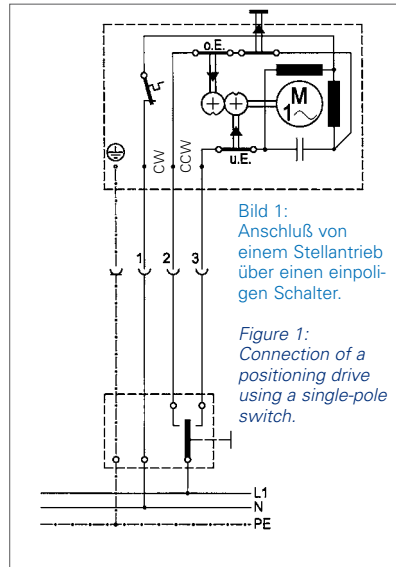 o.E.
M
1
u.E.
CW
CCW
1
2
3
Bild 1:
Anschluß von
einem Stellantrieb
über einen einpoli-
gen Schalter.
Figure 1:
Connection of a
positioning drive
using a single-pole
switch.
L1
N
PE